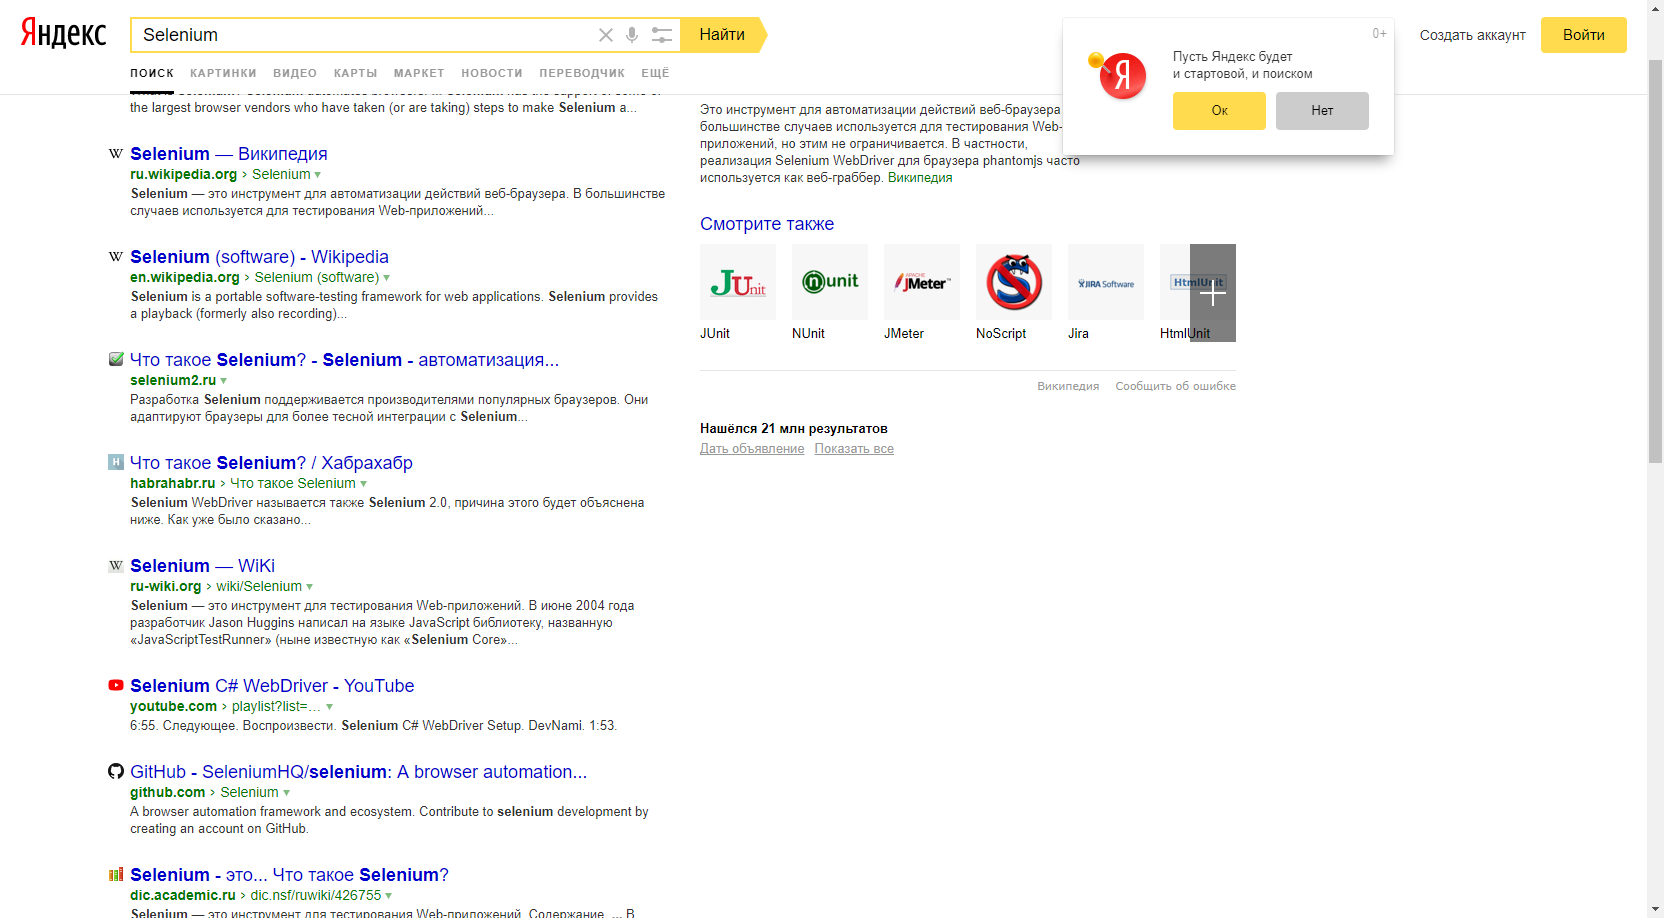 Яндекс
Selenium
Найти
ПОИСК КАРТИНКИ ВИДЕО КАРТЫ МАРКЕТ НОВОСТИ ПЕРЕВОДЧИК ЕЩЁ
0+
Я
Пусть Яндекс будет
и стартовой, и поиском
Ок
Нет
Создать аккаунт
Войти
the largest browser vendors who have taken (or are taking) steps to make Selenium a...
W Selenium — Википедия
ru.wikipedia.org › Selenium
Selenium — это инструмент для автоматизации действий веб-браузера. В большинстве
случаев используется для тестирования Web-приложений...
W Selenium (software) - Wikipedia
en.wikipedia.org › Selenium (software)
Selenium is a portable software-testing framework for web applications. Selenium provides
a playback (formerly also recording)...
Что такое Selenium? - Selenium - автоматизация...
selenium2.ru
Разработка Selenium поддерживается производителями популярных браузеров. Они
адаптируют браузеры для более тесной интеграции с Selenium...
H Что такое Selenium? / Хабрахабр
habrahabr.ru › Что такое Selenium
Selenium WebDriver называется также Selenium 2.0, причина этого будет объяснена
ниже. Как уже было сказано...
W Selenium — WiKi
ru-wiki.org › wiki/Selenium
Selenium — это инструмент для тестирования Web-приложений. В июне 2004 года
разработчик Jason Huggins написал на языке JavaScript библиотеку, названную
«JavaScriptTestRunner» (ныне известную как «Selenium Core»...
Selenium C# WebDriver - YouTube
youtube.com › playlist?list=...
6:55. Следующее. Воспроизвести. Selenium C# WebDriver Setup. DevNami. 1:53.
GitHub - SeleniumHQ/selenium: A browser automation...
github.com › Selenium
A browser automation framework and ecosystem. Contribute to selenium development by
creating an account on GitHub.
Selenium - это... Что такое Selenium?
dic.academic.ru › dic.nsf/ruwiki/426755
Selenium — это инструмент для тестирования Web-приложений. Содержание. ... В
Это инструмент для автоматизации действий веб-браузера
большинстве случаев используется для тестирования Web-
приложений, но этим не ограничивается. В частности,
реализация Selenium WebDriver для браузера phantomjs часто
используется как веб-граббер. Википедия
Смотрите также
JUnit
nunit
APACHE JMeter™
S
JIRA Software
HtmlUnit
JUnit
NUnit
JMeter
NoScript
Jira
HtmlUnit
Википедия Сообщить об ошибке
Нашёлся 21 млн результатов
Дать объявление Показать все